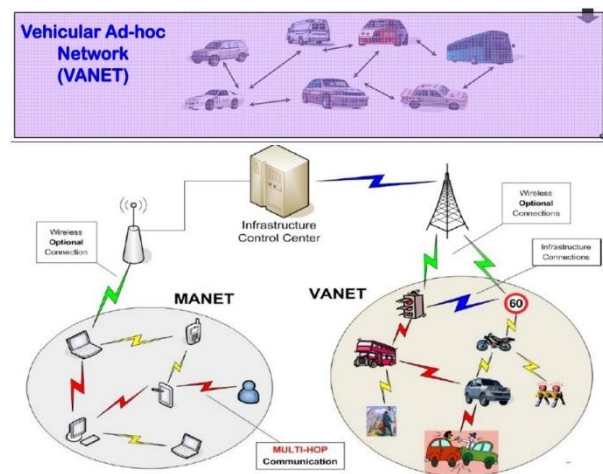 Vehicular Ad-hoc
Network
(VANET)
Wireless
Optional
Connection
Infrastructure
Control Center
Wireless
Optional
Connections
Infrastructure
Connections
MANET
VANET
60
MULTI-HOP
Communication